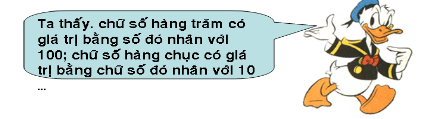 Ta thấy. chữ số hàng trăm có
giá trị bằng số đó nhân với
100; chữ số hàng chục có giá
trị bằng chữ số đó nhân với 10
...